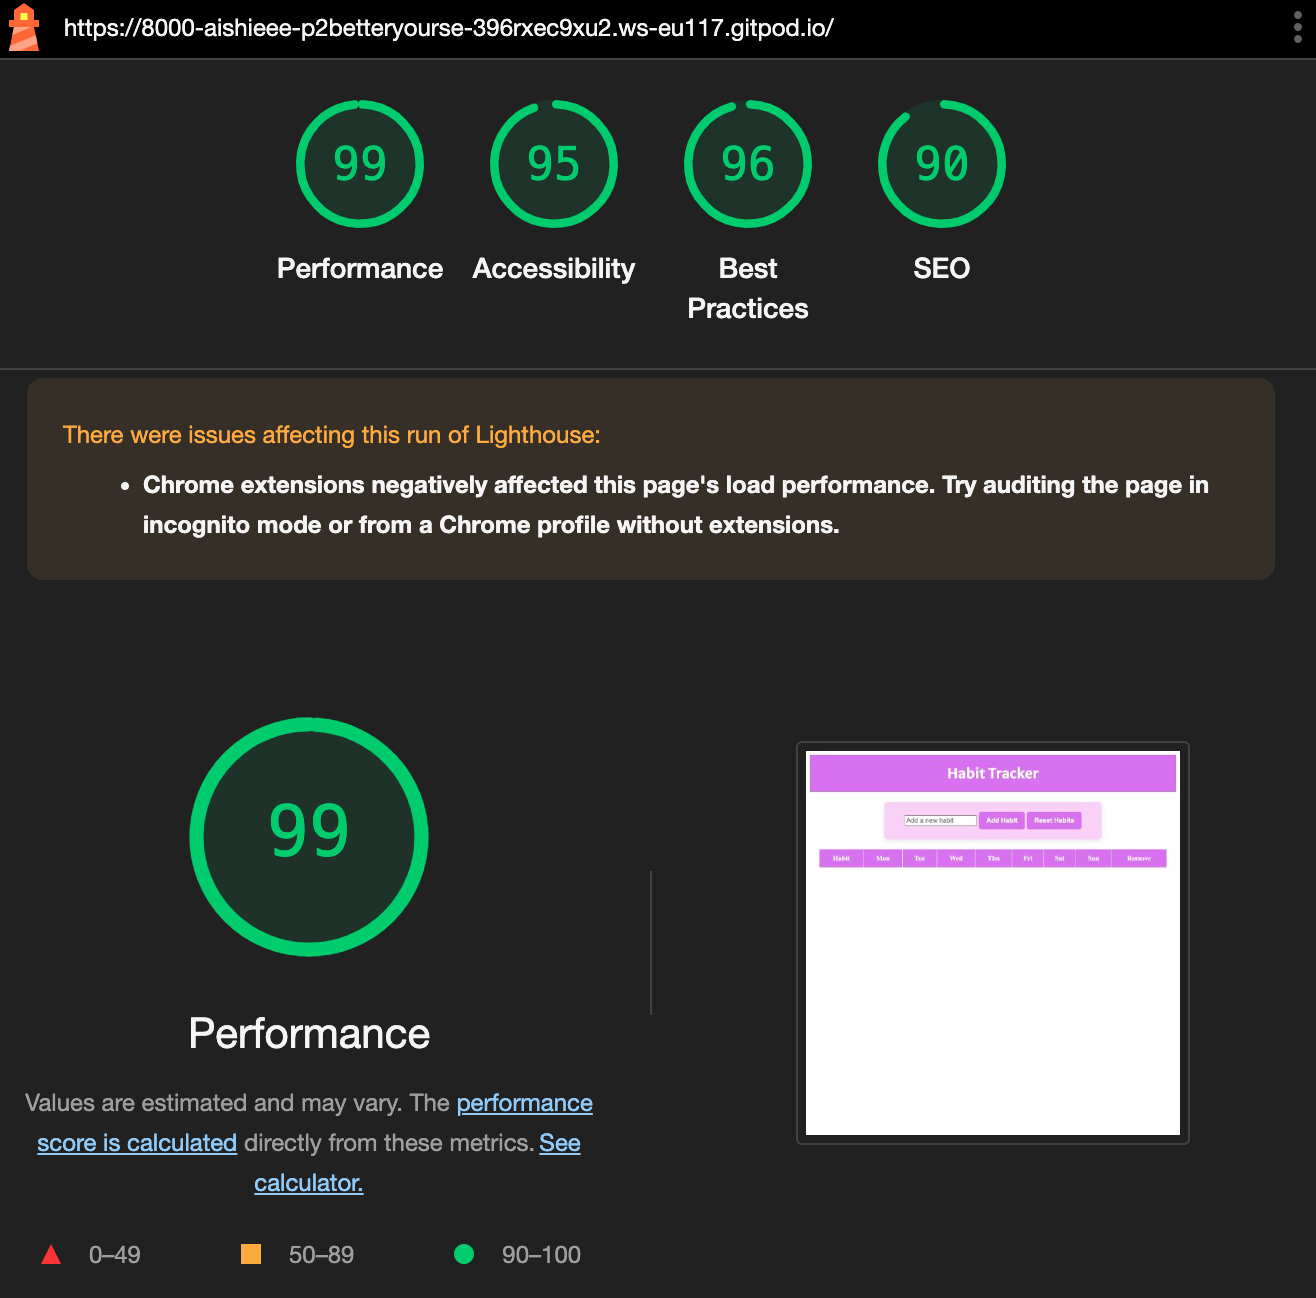 https://8000-aishieee-p2betteryourse-396rxec9xu2.ws-eu117.gitpod.io/
99
95
96
90
Performance
Accessibility
Best
Practices
SEO
There were issues affecting this run of Lighthouse:
• Chrome extensions negatively affected this page's load performance. Try auditing the page in
incognito mode or from a Chrome profile without extensions.
99
Performance
Values are estimated and may vary. The performance
score is calculated directly from these metrics. See
calculator.
0–49
50–89
90–100
Habit Tracker
Add a new habit
Add Habit
Reset Habits
Habit Mon Tue Wed Thu Fri Sat Sun Remove